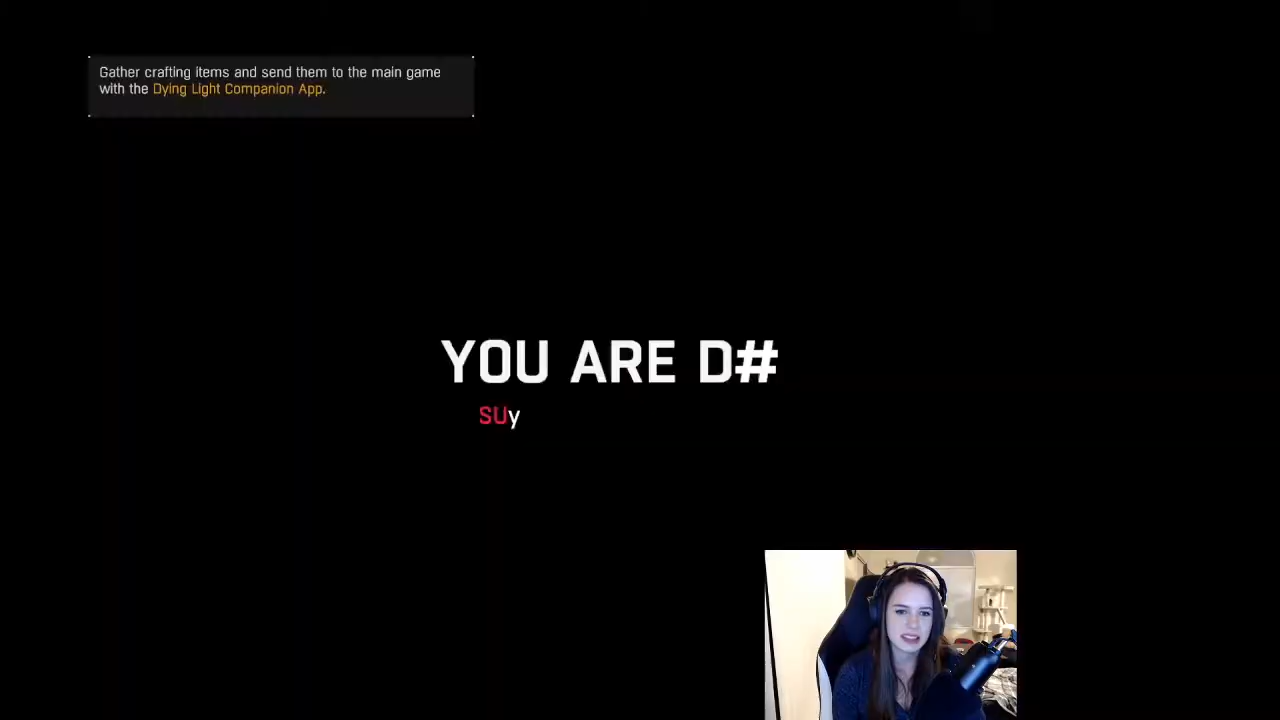 Gather crafting items and send them to the main game
with the Dying Light Companion App.
YOU ARE D#
SUy